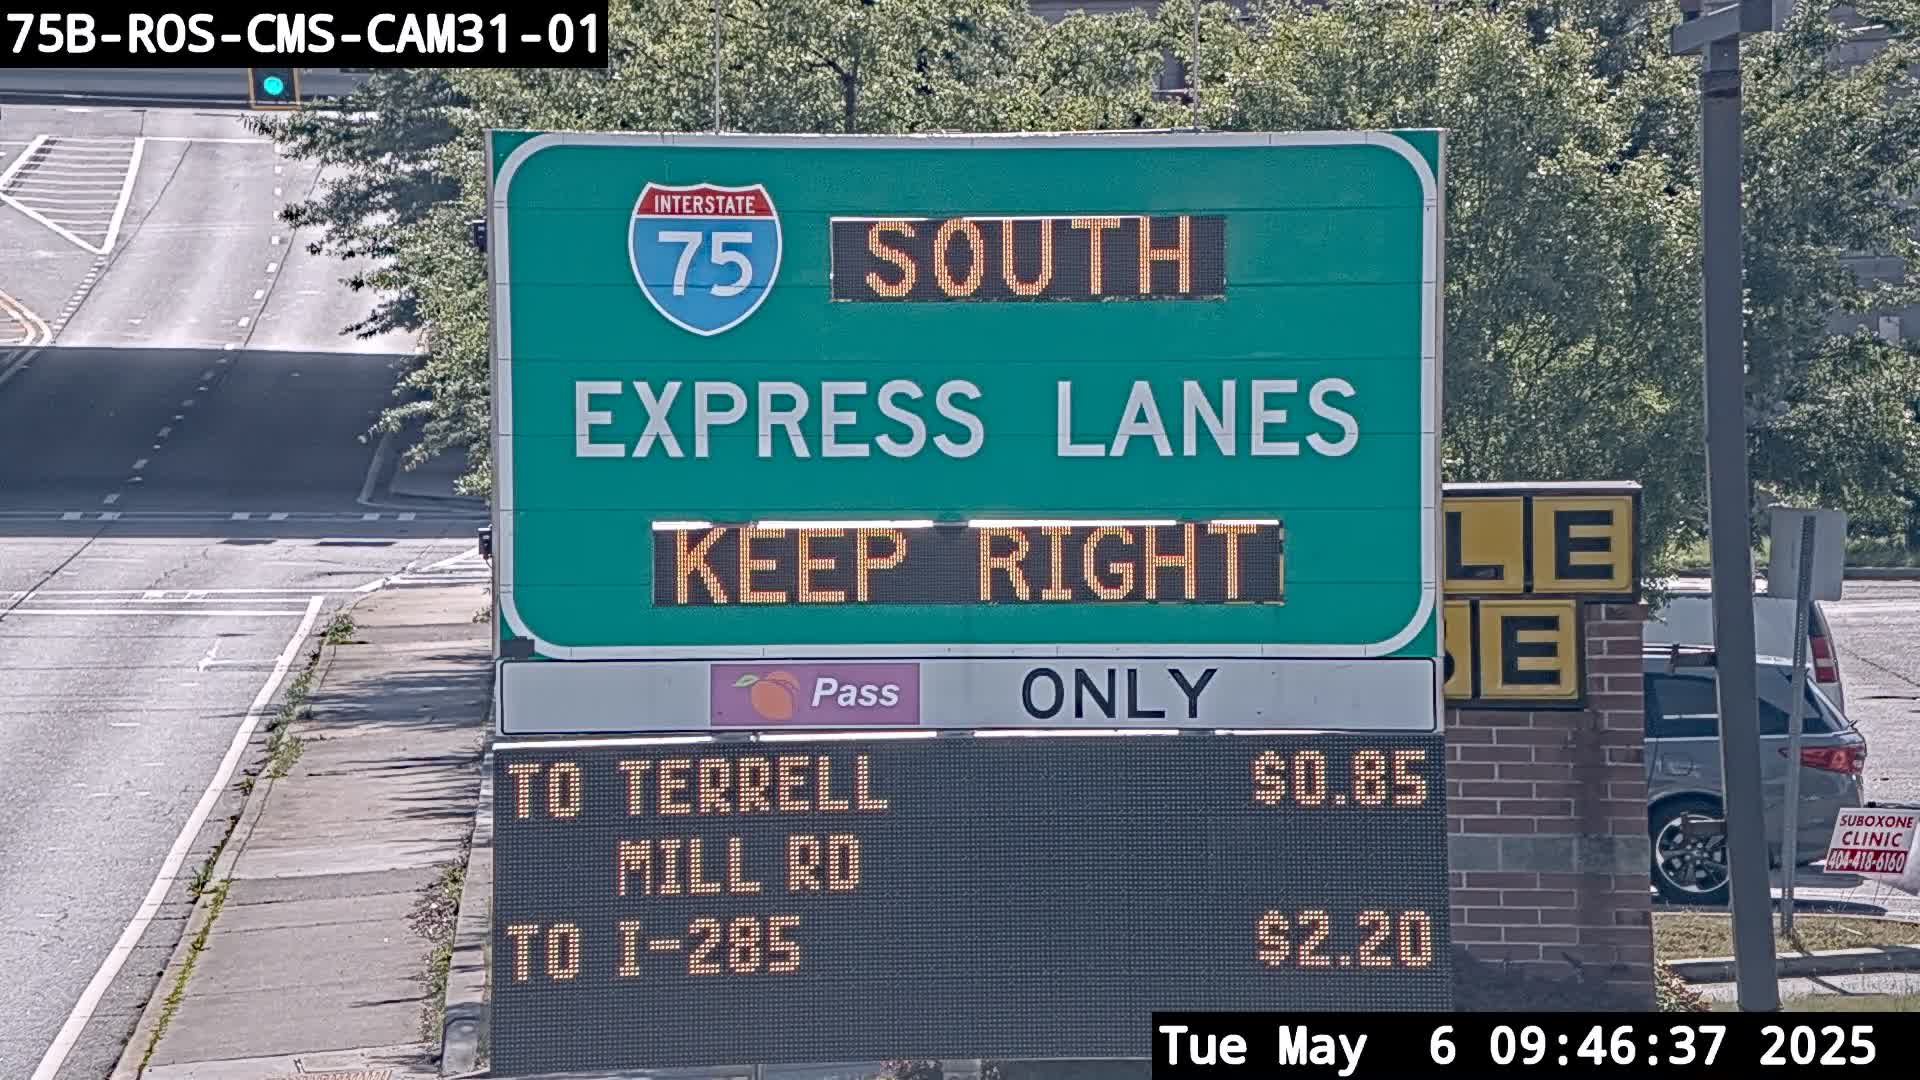 75B-ROS-CMS-CAM31-01
INTERSTATE
75 SOUTH
EXPRESS LANES
KEEP RIGHT
Pass ONLY
TO TERRELL $0.85
MILL RD
TO I-285 $2.20
LE
E
SUBOXONE
CLINIC
404-418-6160
Tue May 6 09:46:37 2025